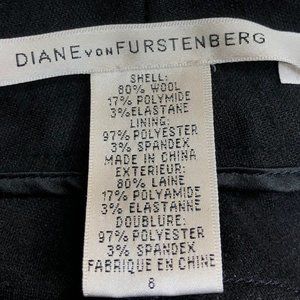 DIANE VON FURSTENBERG
SHELL:
80% WOOL
17% POLYMIDE
3% ELASTANE
LINING:
97% POLYESTER
3% SPANDEX
MADE IN CHINA
EXTERIEUR:
80% LAINE
17% POLYAMIDE
3% ELASTANNE
DOUBLURE:
97% POLYESTER
3% SPANDEX
FABRIQUE EN CHINE
8